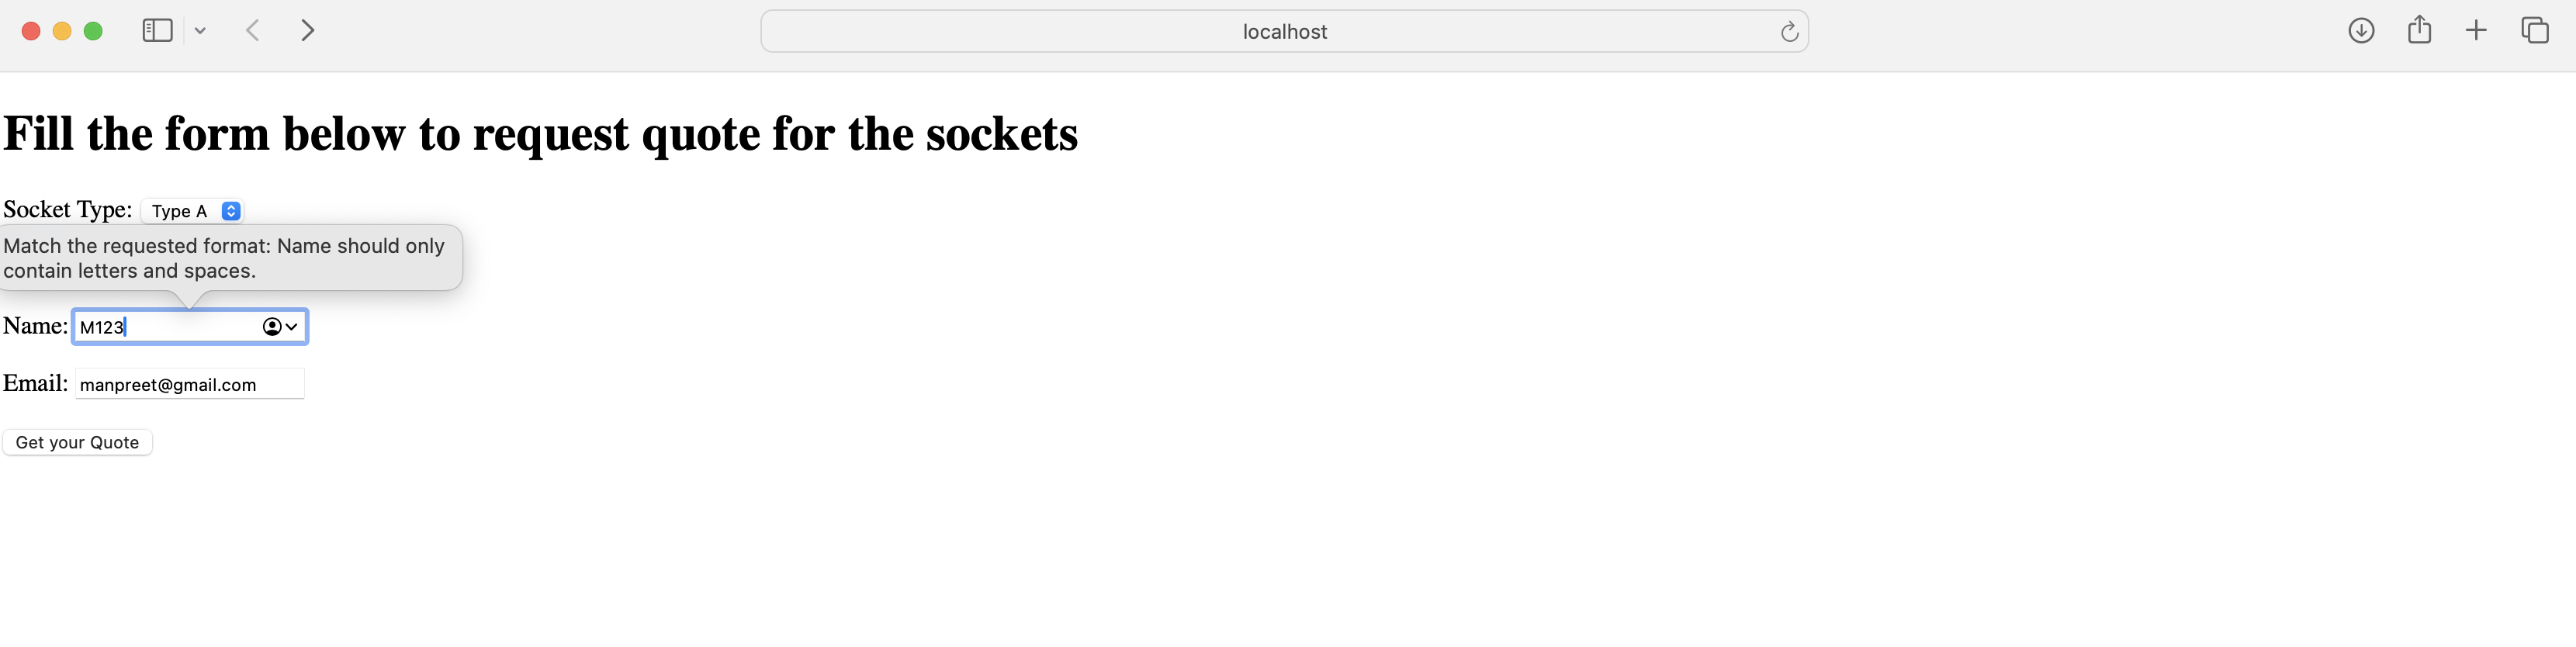 localhost
Fill the form below to request quote for the sockets
Socket Type: Type A
Match the requested format: Name should only
contain letters and spaces.
Name: M123
Email: manpreet@gmail.com
Get your Quote